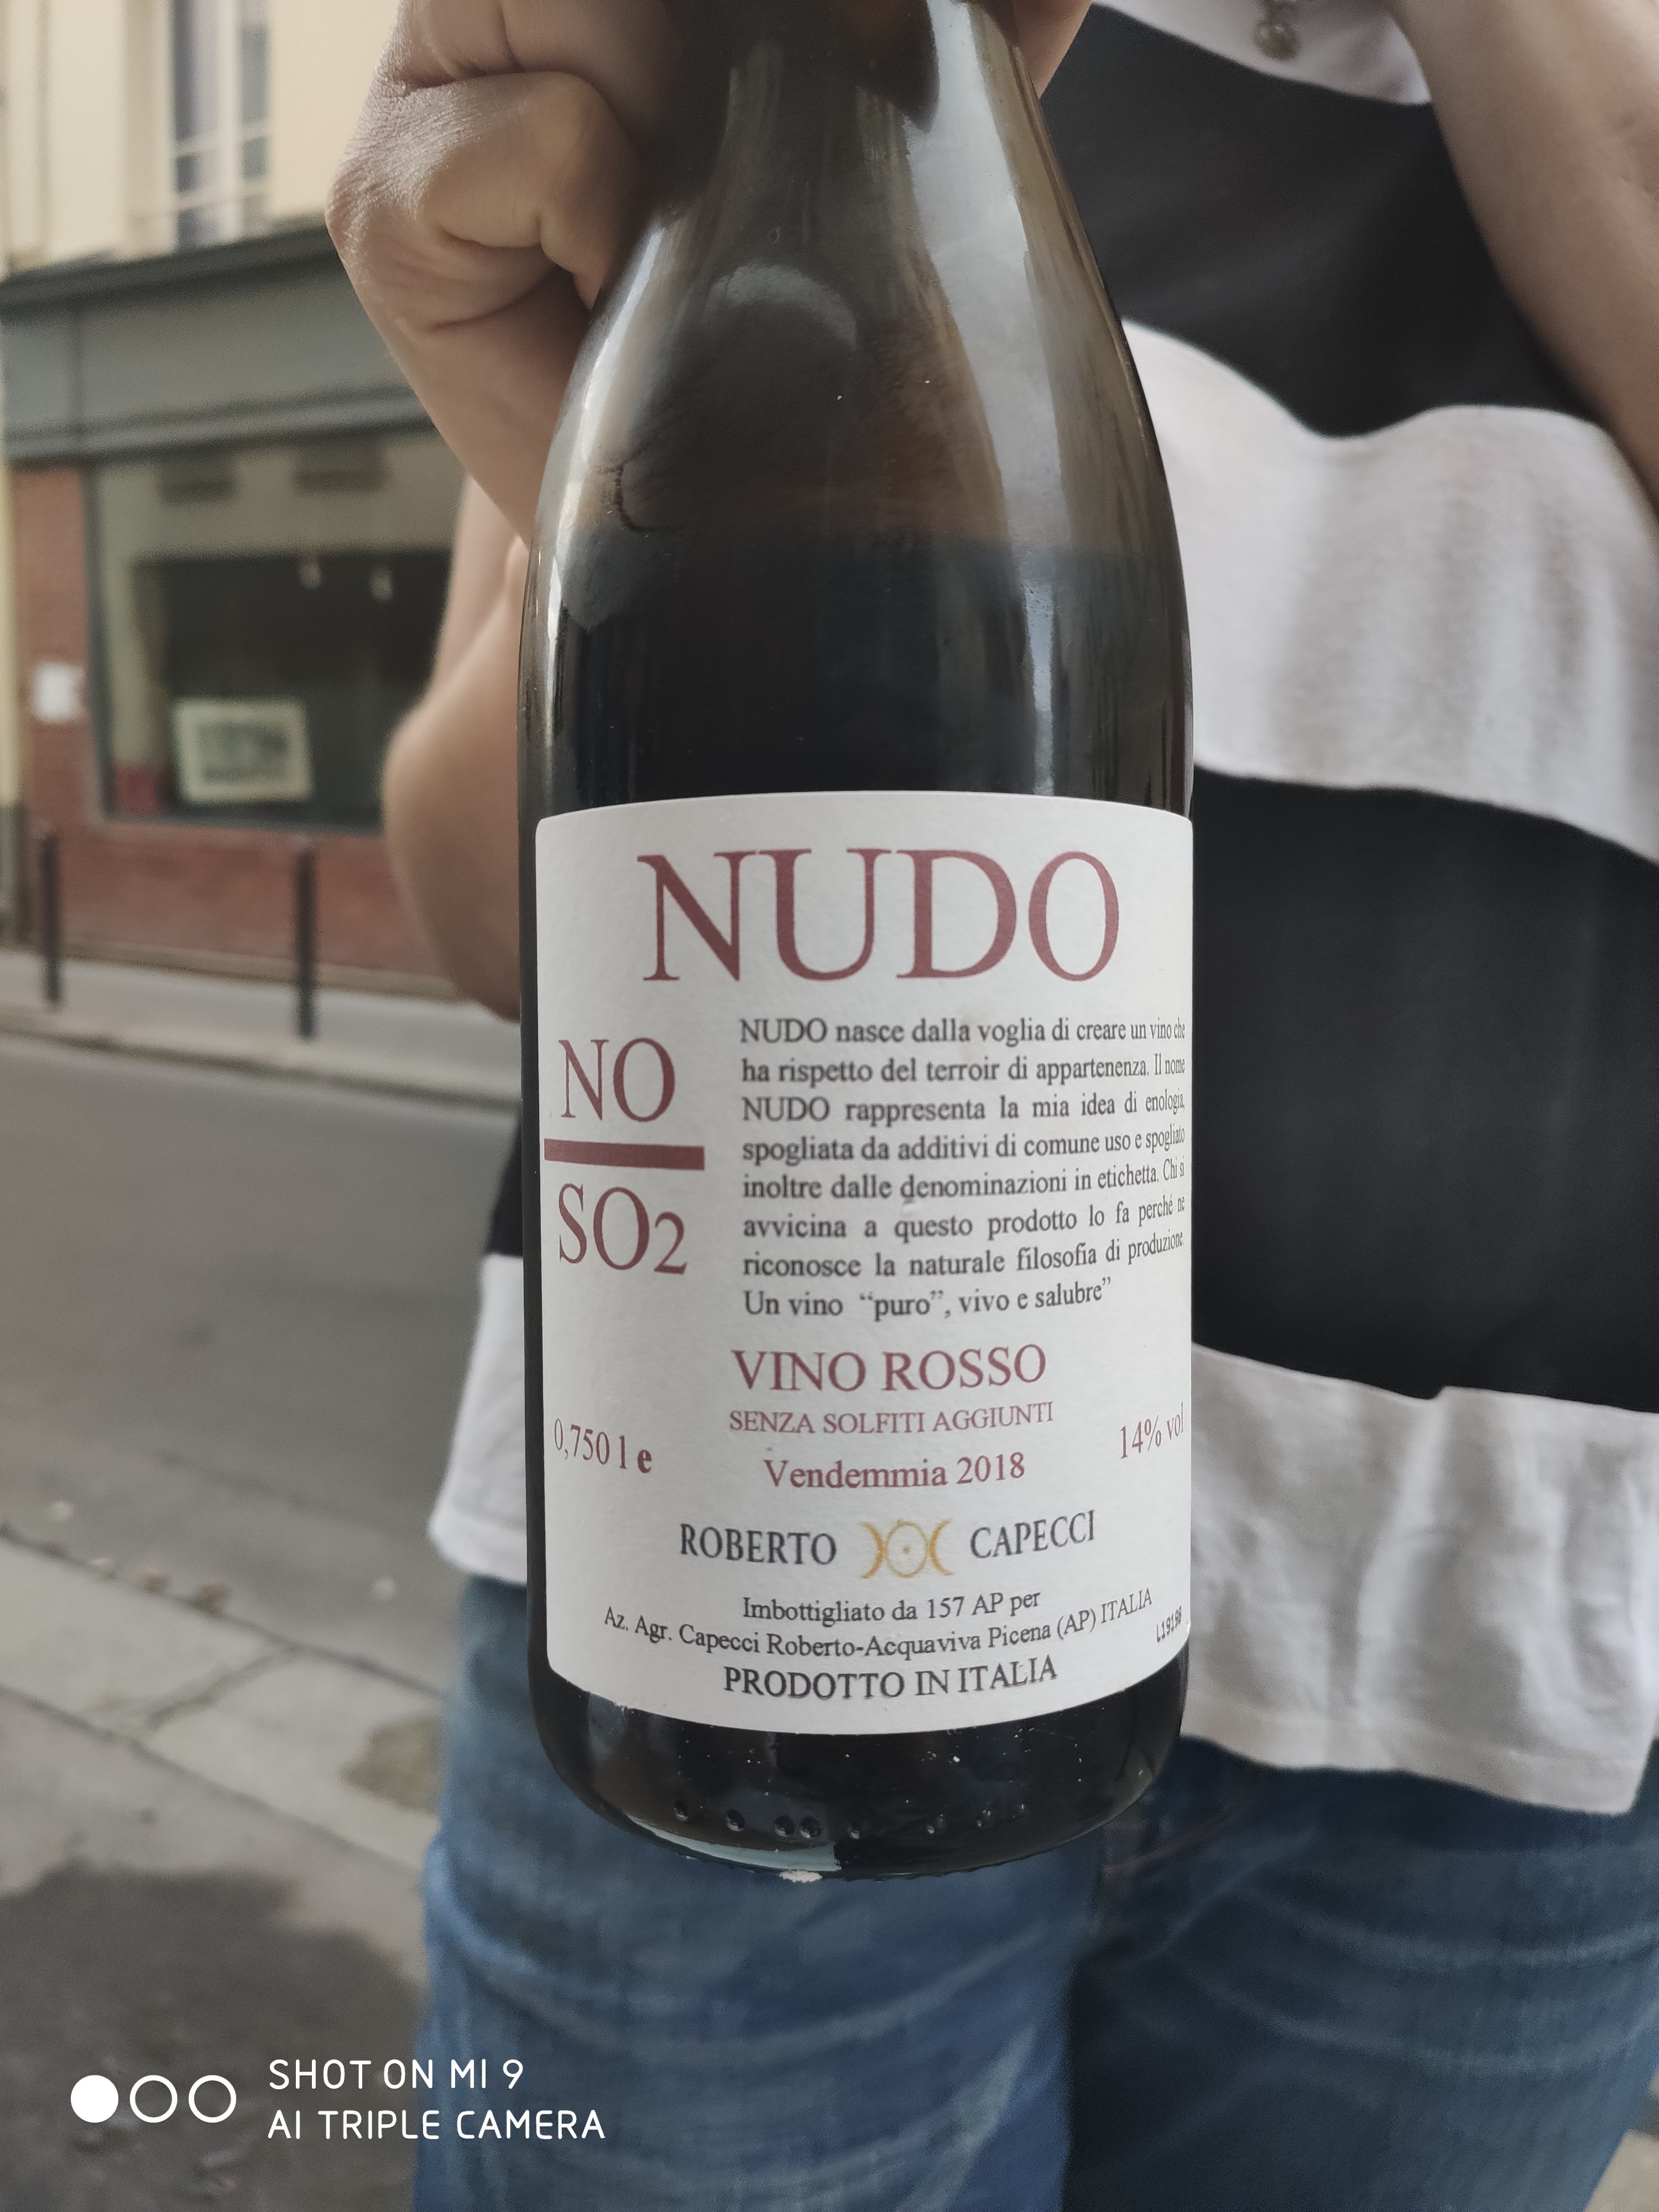 NUDO
NO
SO2
NUDO nasce dalla voglia di creare un vino che
ha rispetto del terroir di appartenenza. Il nome
NUDO rappresenta la mia idea di enologia,
spogliata da additivi di comune uso e spogliato
inoltre dalle denominazioni in etichetta. Chi si
avvicina a questo prodotto lo fa perché ne
riconosce la naturale filosofia di produzione.
Un vino “puro”, vivo e salubre”
VINO ROSSO
SENZA SOLFITI AGGIUNTI
0,750 l e
14% vol
Vendemmia 2018
ROBERTO CAPECCI
Imbottigliato da 157 AP per
Az. Agr. Capecci Roberto-Acquaviva Picena (AP) ITALIA
PRODOTTO IN ITALIA
SHOT ON MI 9
AI TRIPLE CAMERA